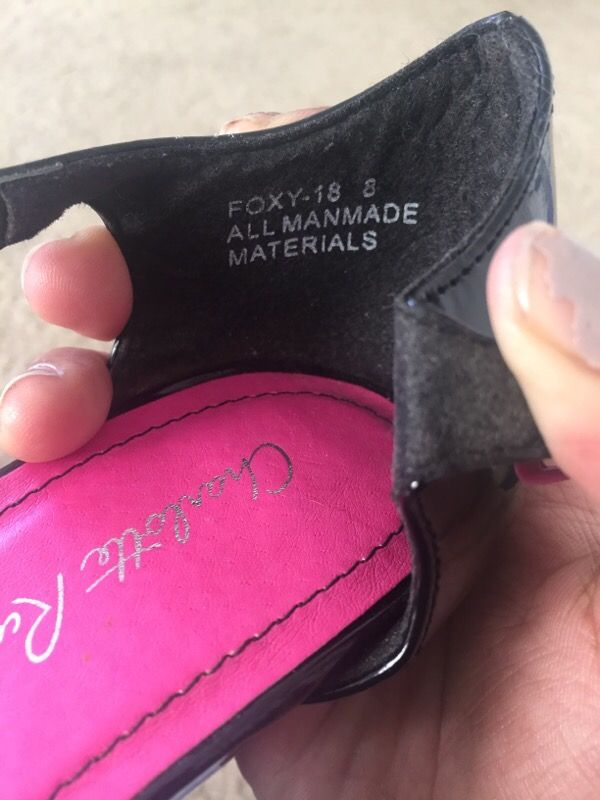 FOXY-18 8
ALL MANMADE
MATERIALS
Charlotte